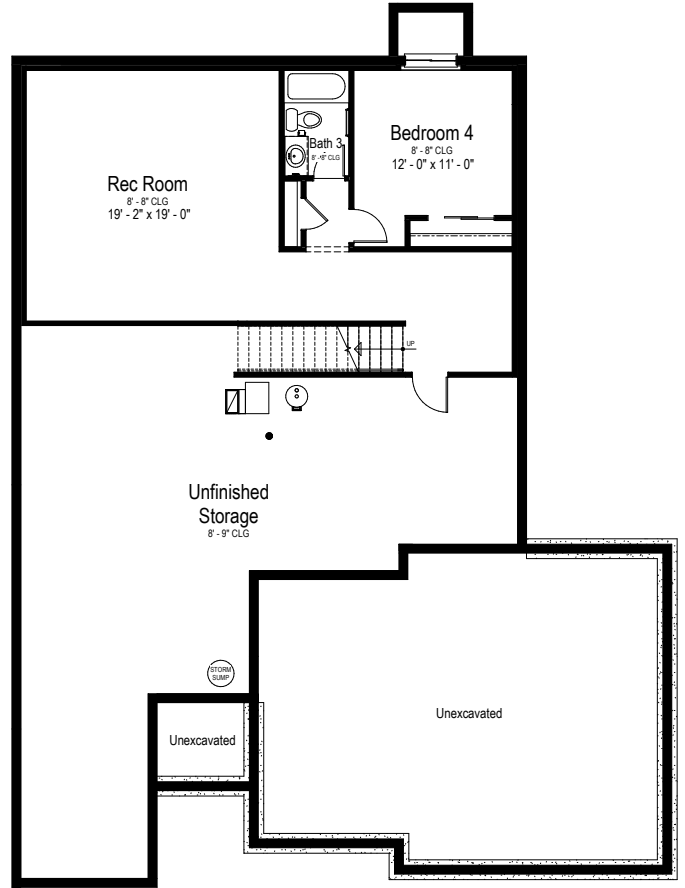 Bath 3
8' - 8" CLG
Bedroom 4
8' - 8" CLG
12' - 0" x 11' - 0"
Rec Room
8' - 8" CLG
19' - 2" x 19' - 0"
UP
Unfinished
Storage
8' - 9" CLG
STORM
SUMP
Unexcavated
Unexcavated